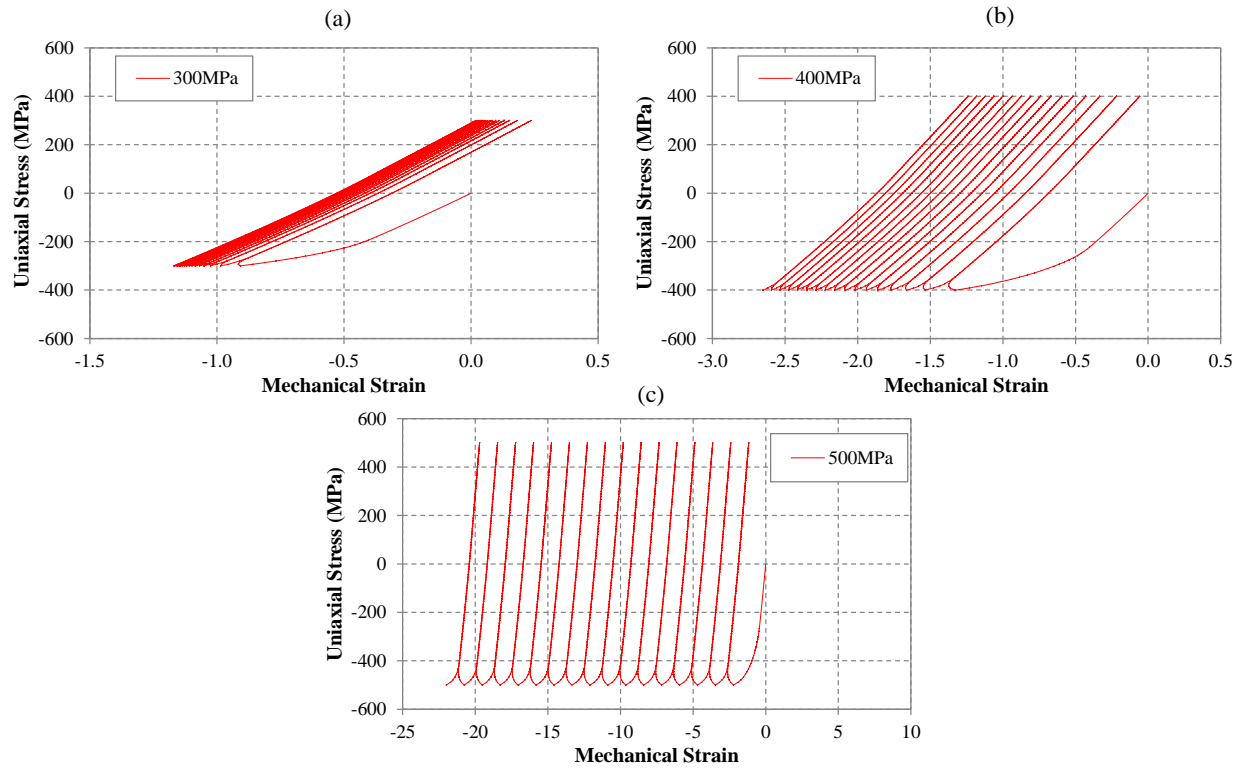 (a)
600
400
200
0
-200
-400
-600
Uniaxial Stress (MPa)
300MPa
-1.5 -1.0 -0.5 0.0 0.5
Mechanical Strain
(b)
600
400
200
0
-200
-400
-600
Uniaxial Stress (MPa)
400MPa
-3.0 -2.5 -2.0 -1.5 -1.0 -0.5 0.0 0.5
Mechanical Strain
(c)
600
400
200
0
-200
-400
-600
Uniaxial Stress (MPa)
500MPa
-25 -20 -15 -10 -5 0 5 10
Mechanical Strain